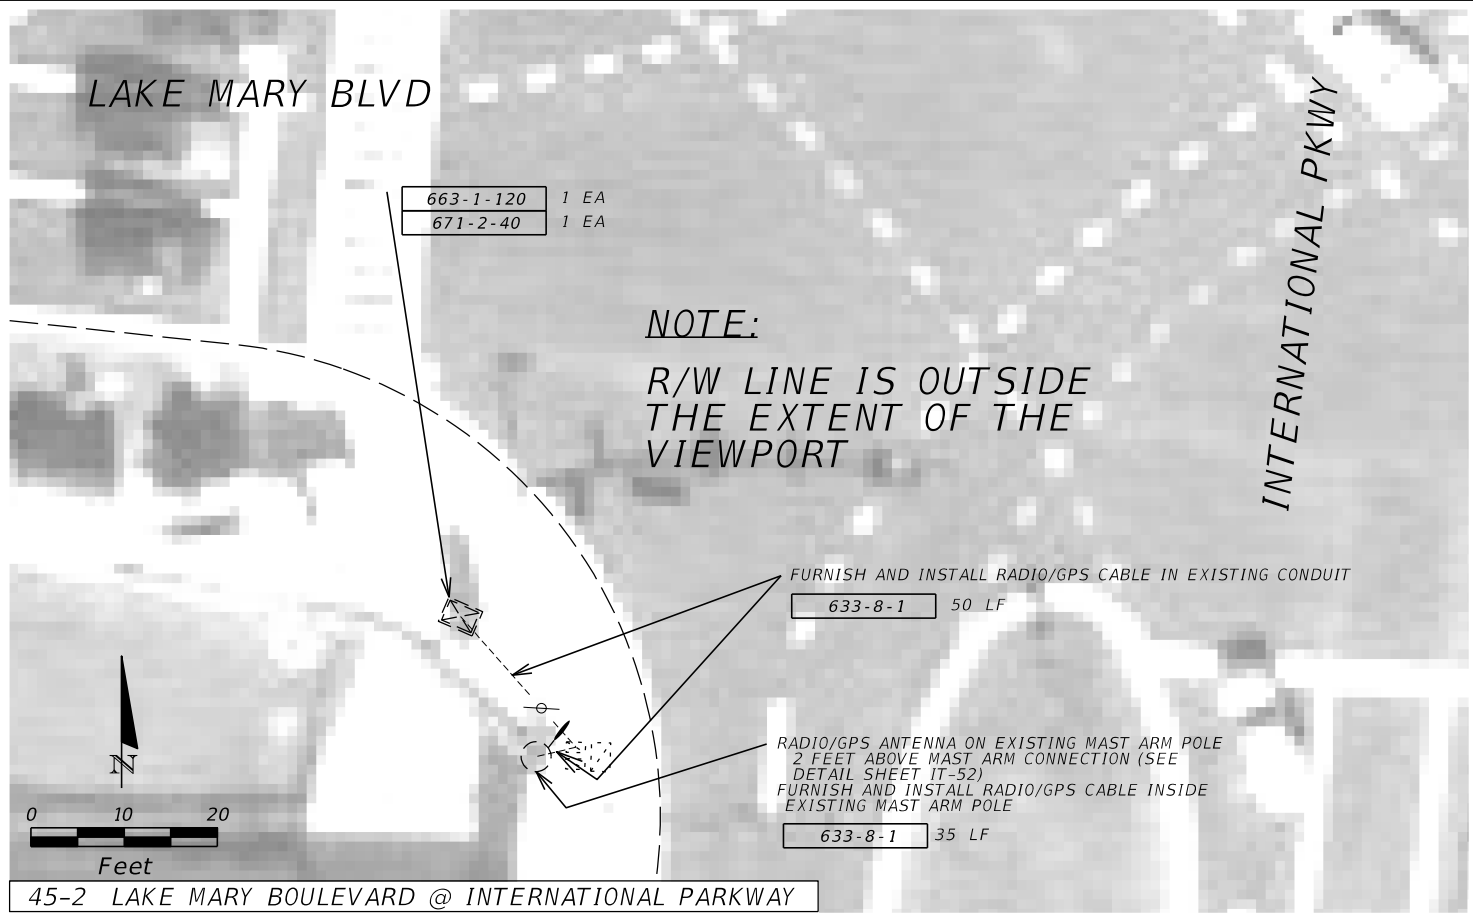 LAKE MARY BLVD
INTERNATIONAL PKWY
663-1-120 1 EA
671-2-40 1 EA
NOTE:
R/W LINE IS OUTSIDE
THE EXTENT OF THE
VIEWPORT
FURNISH AND INSTALL RADIO/GPS CABLE IN EXISTING CONDUIT
633-8-1 50 LF
RADIO/GPS ANTENNA ON EXISTING MAST ARM POLE
2 FEET ABOVE MAST ARM CONNECTION (SEE
DETAIL SHEET IT-52)
FURNISH AND INSTALL RADIO/GPS CABLE INSIDE
EXISTING MAST ARM POLE
633-8-1 35 LF
N
0 10 20
Feet
45-2 LAKE MARY BOULEVARD @ INTERNATIONAL PARKWAY